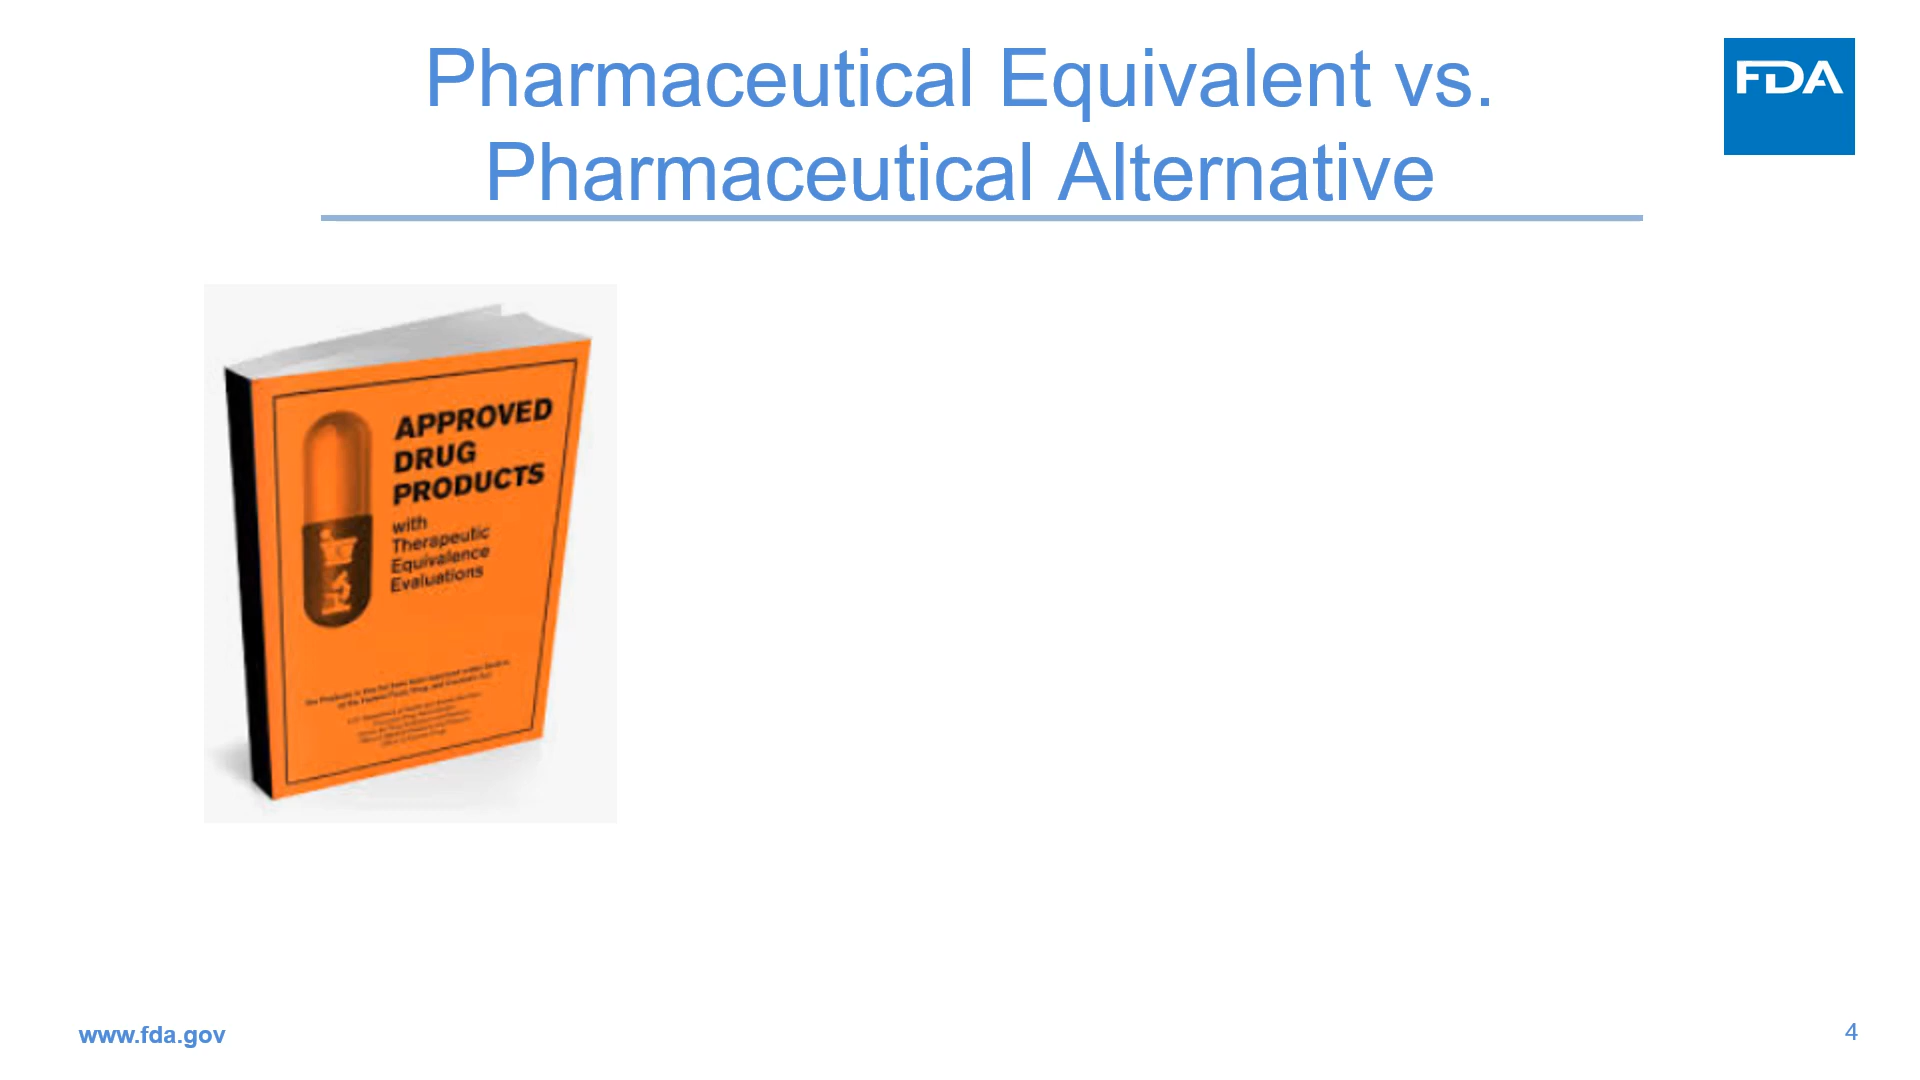 Pharmaceutical Equivalent vs.
Pharmaceutical Alternative
FDA
APPROVED
DRUG
PRODUCTS
with
Therapeutic
Equivalence
Evaluations
www.fda.gov
4